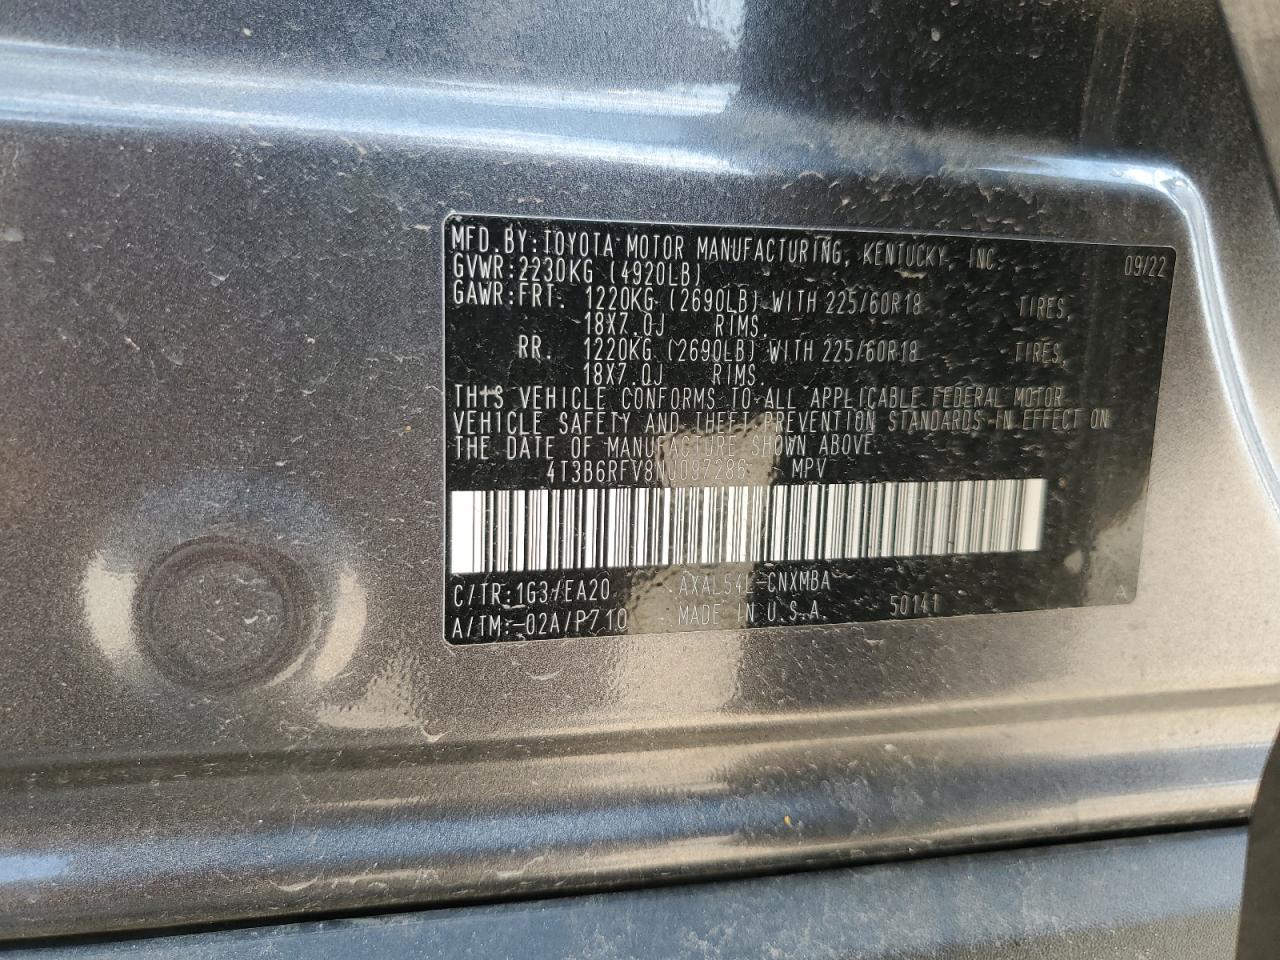 MFD.BY:TOYOTA MOTOR MANUFACTURING, KENTUCKY, INC. 09/22
GVWR:2230KG (4920LB)
GAWR:FRT. 1220KG (2690LB) WITH 225/60R18 TIRES,
18X7.0J RIMS.
RR. 1220KG (2690LB) WITH 225/60R18 TIRES,
18X7.0J RIMS.
THIS VEHICLE CONFORMS TO ALL APPLICABLE FEDERAL MOTOR
VEHICLE SAFETY AND THEFT PREVENTION STANDARDS IN EFFECT ON
THE DATE OF MANUFACTURE SHOWN ABOVE.
4T3B6RFV8NU097286 MPV
C/TR:1G3/EA20 AXAL54L-CNXMBA A
A/TM:-02A/P710 MADE IN U.S.A. 50141